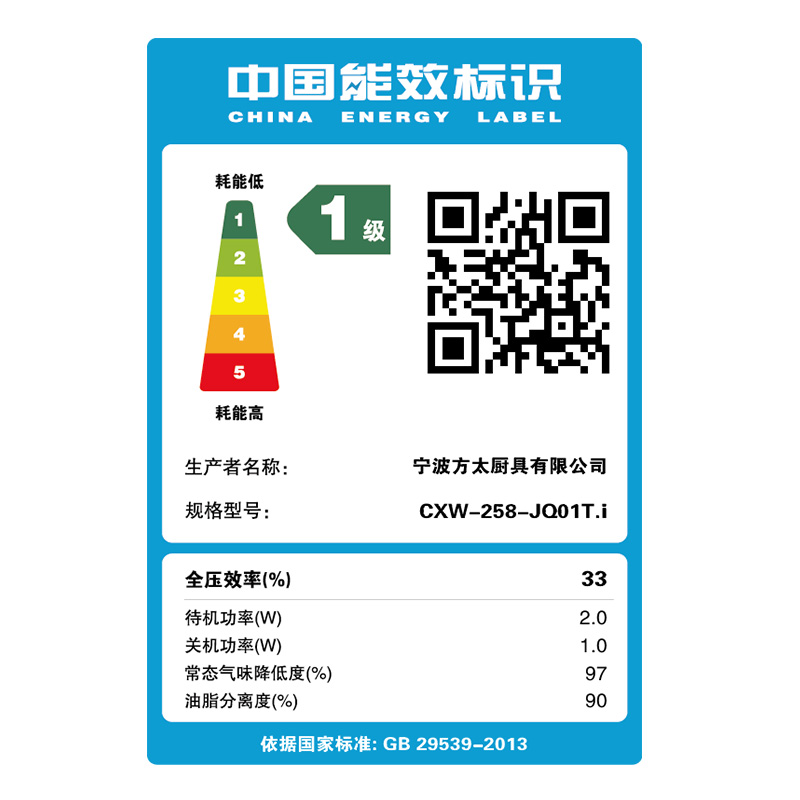 中国能效标识
CHINA ENERGY LABEL
耗能低
1
2
3
4
5
耗能高
1级
生产者名称:
宁波方太厨具有限公司
规格型号:
CXW-258-JQ01T.i
全压效率(%) 33
待机功率(W) 2.0
关机功率(W) 1.0
常态气味降低度(%) 97
油脂分离度(%) 90
依据国家标准: GB 29539-2013